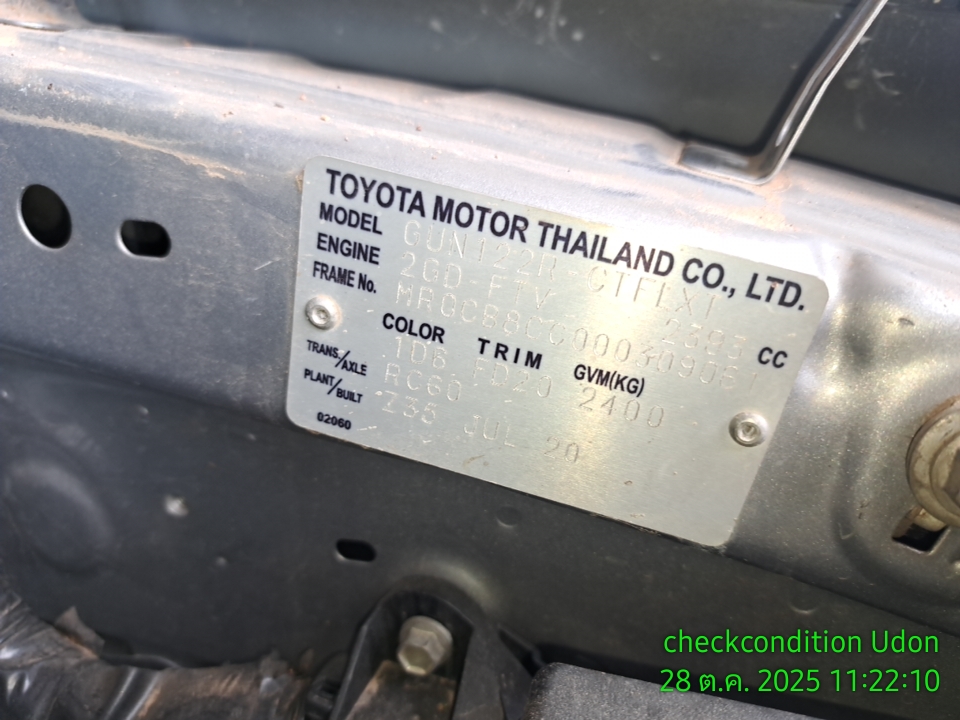 TOYOTA MOTOR THAILAND CO., LTD.
MODEL GUN122R-CTFLXT
ENGINE 2GD-FTV 2393 CC
FRAME No.
COLOR TRIM GVM(KG)
1D6 FD20 2400
TRANS./AXLE RC60
PLANT/BUILT Z35 JUL 20
02060
checkcondition Udon
28 ต.ค. 2025 11:22:10